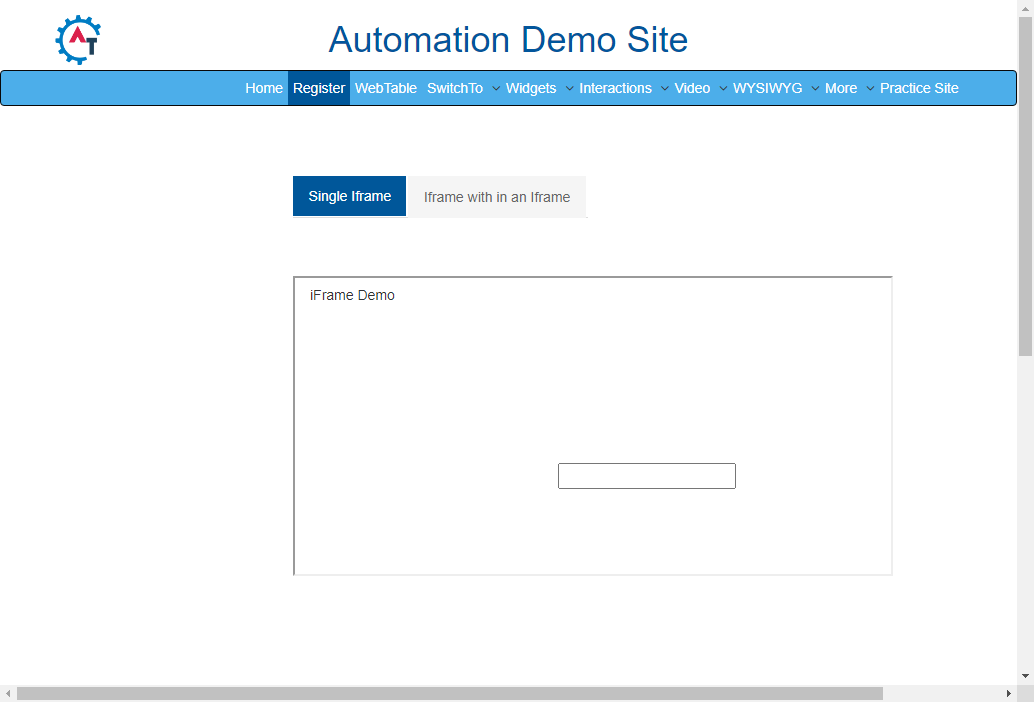 AT
Automation Demo Site
Home Register WebTable SwitchTo Widgets Interactions Video WYSIWYG More Practice Site
Single Iframe Iframe with in an Iframe
iFrame Demo